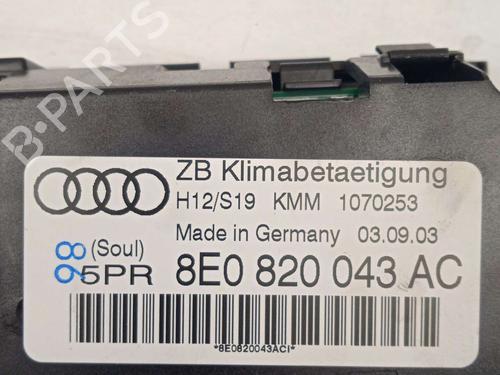 B-PARTS
ZB Klimabetaetigung
H12/S19 KMM 1070253
Made in Germany 03.09.03
98 (Soul)
5PR 8E0 820 043 AC
*8E0820043ACI*